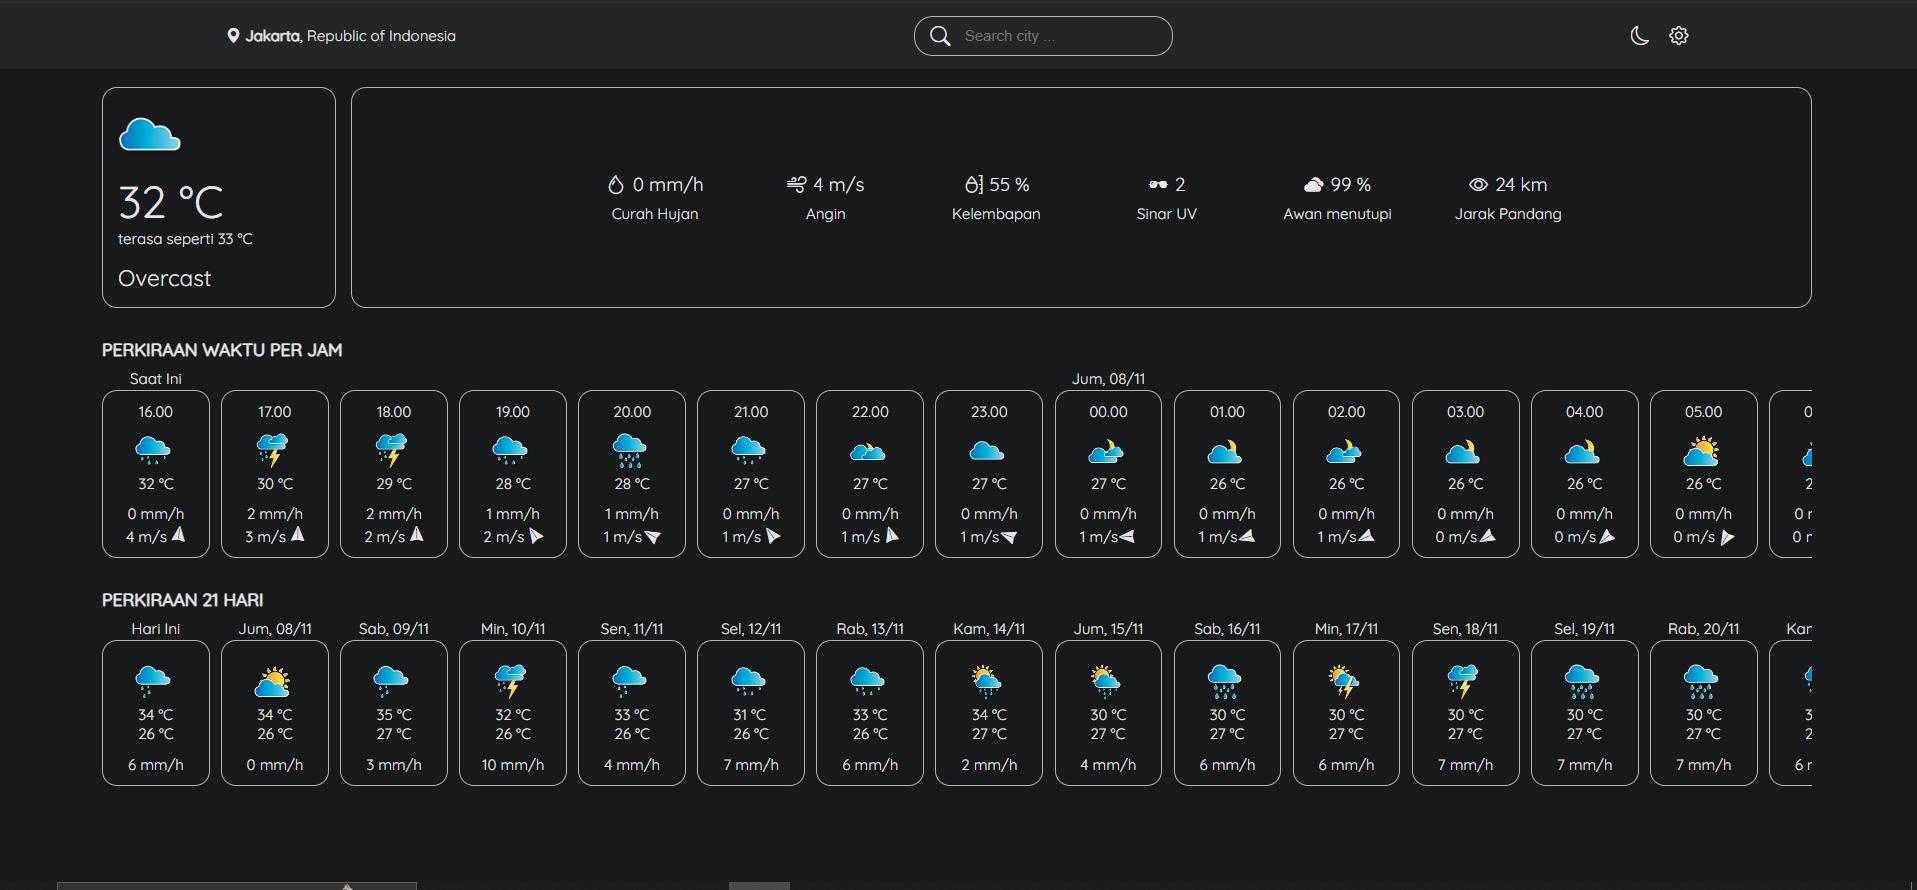 Jakarta, Republic of Indonesia
Search city ...
32 °C
terasa seperti 33 °C
Overcast
0 mm/h 4 m/s 55 % 2 99 % 24 km
Curah Hujan Angin Kelembapan Sinar UV Awan menutupi Jarak Pandang
PERKIRAAN WAKTU PER JAM
Saat Ini Jum, 08/11
16.00 17.00 18.00 19.00 20.00 21.00 22.00 23.00 00.00 01.00 02.00 03.00 04.00 05.00 0
32 °C 30 °C 29 °C 28 °C 28 °C 27 °C 27 °C 27 °C 27 °C 26 °C 26 °C 26 °C 26 °C 26 °C 2
0 mm/h 2 mm/h 2 mm/h 1 mm/h 1 mm/h 0 mm/h 0 mm/h 0 mm/h 0 mm/h 0 mm/h 0 mm/h 0 mm/h 0 mm/h 0 mm/h 0
4 m/s 3 m/s 2 m/s 2 m/s 1 m/s 1 m/s 1 m/s 1 m/s 1 m/s 1 m/s 1 m/s 0 m/s 0 m/s 0 m/s 0
PERKIRAAN 21 HARI
Hari Ini Jum, 08/11 Sab, 09/11 Min, 10/11 Sen, 11/11 Sel, 12/11 Rab, 13/11 Kam, 14/11 Jum, 15/11 Sab, 16/11 Min, 17/11 Sen, 18/11 Sel, 19/11 Rab, 20/11 Kam
34 °C 34 °C 35 °C 32 °C 33 °C 31 °C 33 °C 34 °C 30 °C 30 °C 30 °C 30 °C 30 °C 30 °C 3
26 °C 26 °C 27 °C 26 °C 26 °C 26 °C 26 °C 27 °C 27 °C 27 °C 27 °C 27 °C 27 °C 27 °C 2
6 mm/h 0 mm/h 3 mm/h 10 mm/h 4 mm/h 7 mm/h 6 mm/h 2 mm/h 4 mm/h 6 mm/h 6 mm/h 7 mm/h 7 mm/h 7 mm/h 6